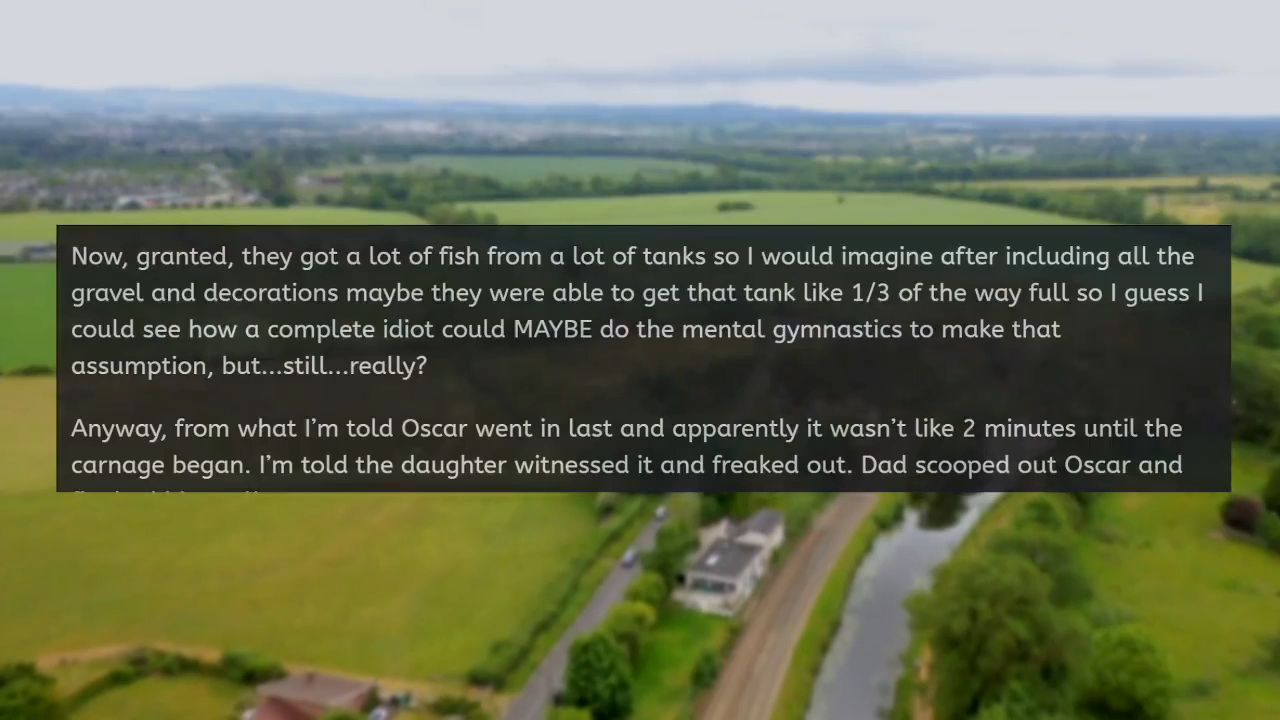 Now, granted, they got a lot of fish from a lot of tanks so I would imagine after including all the
gravel and decorations maybe they were able to get that tank like 1/3 of the way full so I guess I
could see how a complete idiot could MAYBE do the mental gymnastics to make that
assumption, but...still...really?
Anyway, from what I’m told Oscar went in last and apparently it wasn’t like 2 minutes until the
carnage began. I’m told the daughter witnessed it and freaked out. Dad scooped out Oscar and